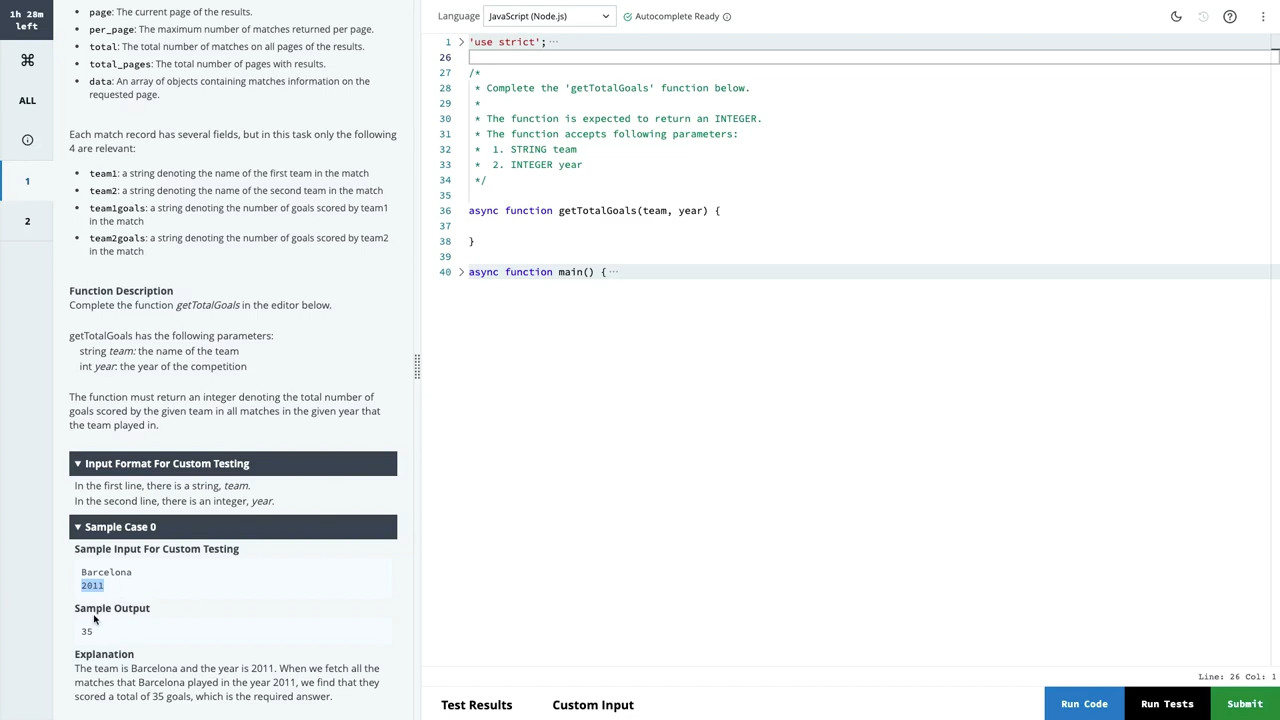 1h 28m
left
ALL
1
2
page: The current page of the results.
per_page: The maximum number of matches returned per page.
total: The total number of matches on all pages of the results.
total_pages: The total number of pages with results.
data: An array of objects containing matches information on the
requested page.
Each match record has several fields, but in this task only the following
4 are relevant:
team1: a string denoting the name of the first team in the match
team2: a string denoting the name of the second team in the match
team1goals: a string denoting the number of goals scored by team1
in the match
team2goals: a string denoting the number of goals scored by team2
in the match
Function Description
Complete the function getTotalGoals in the editor below.
getTotalGoals has the following parameters:
string team: the name of the team
int year: the year of the competition
The function must return an integer denoting the total number of
goals scored by the given team in all matches in the given year that
the team played in.
▼ Input Format For Custom Testing
In the first line, there is a string, team.
In the second line, there is an integer, year.
▼ Sample Case 0
Sample Input For Custom Testing
Barcelona
2011
Sample Output
35
Explanation
The team is Barcelona and the year is 2011. When we fetch all the
matches that Barcelona played in the year 2011, we find that they
scored a total of 35 goals, which is the required answer.
Language JavaScript (Node.js) Autocomplete Ready
1 'use strict'; ...
26
27 /*
28 * Complete the 'getTotalGoals' function below.
29 *
30 * The function is expected to return an INTEGER.
31 * The function accepts following parameters:
32 * 1. STRING team
33 * 2. INTEGER year
34 */
35
36 async function getTotalGoals(team, year) {
37
38 }
39
40 async function main() { ...
Line: 26 Col: 1
Test Results Custom Input Run Code Run Tests Submit